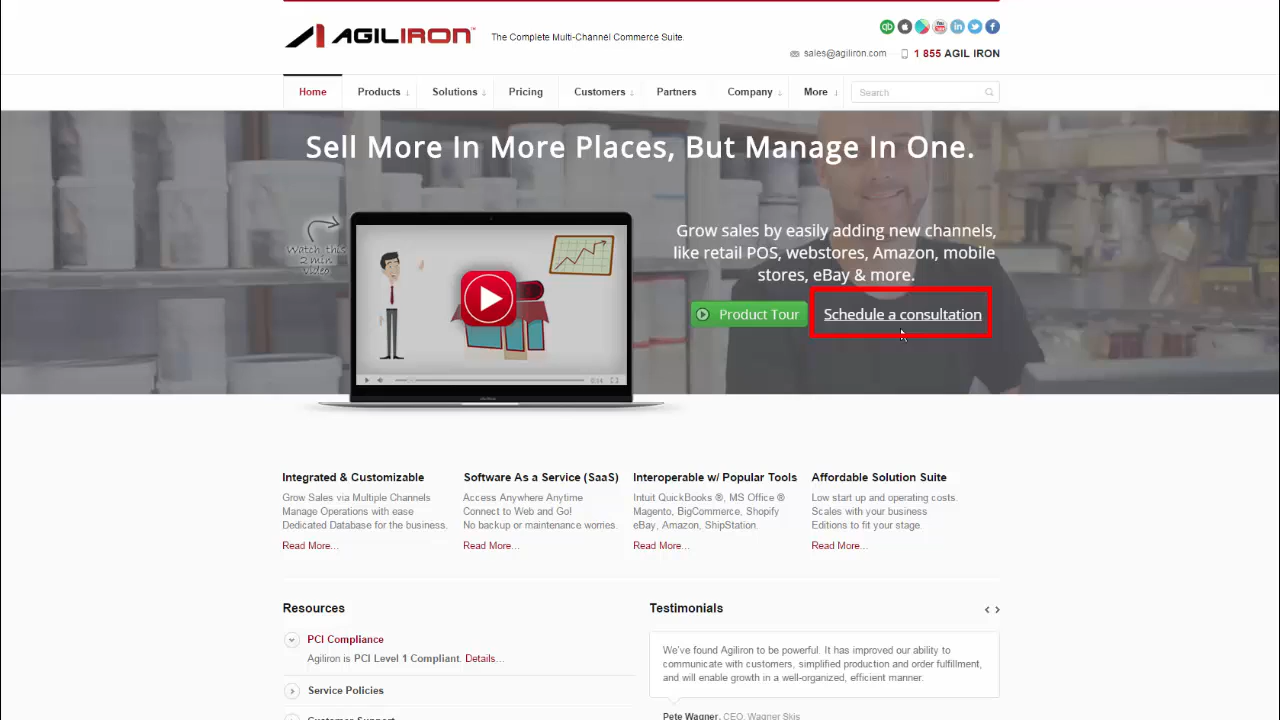 AGILIRON™
The Complete Multi-Channel Commerce Suite.
sales@agiliron.com
1 855 AGIL IRON
Home Products Solutions Pricing Customers Partners Company More Search
Sell More In More Places, But Manage In One.
Watch this
2 min
video
Grow sales by easily adding new channels,
like retail POS, webstores, Amazon, mobile
stores, eBay & more.
Product Tour Schedule a consultation
Integrated & Customizable
Grow Sales via Multiple Channels
Manage Operations with ease
Dedicated Database for the business.
Read More...
Software As a Service (SaaS)
Access Anywhere Anytime
Connect to Web and Go!
No backup or maintenance worries.
Read More...
Interoperable w/ Popular Tools
Intuit QuickBooks ®, MS Office ®
Magento, BigCommerce, Shopify
eBay, Amazon, ShipStation.
Read More...
Affordable Solution Suite
Low start up and operating costs.
Scales with your business
Editions to fit your stage.
Read More...
Resources
PCI Compliance
Agiliron is PCI Level 1 Compliant. Details...
Service Policies
Customer Support
Testimonials
We've found Agiliron to be powerful. It has improved our ability to
communicate with customers, simplified production and order fulfillment,
and will enable growth in a well-organized, efficient manner.
Pete Wagner, CEO, Wagner Skis